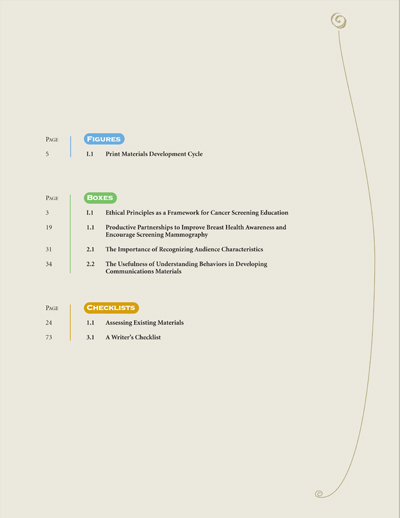 PAGE FIGURES
5 I.1 Print Materials Development Cycle
PAGE BOXES
3 I.1 Ethical Principles as a Framework for Cancer Screening Education
19 1.1 Productive Partnerships to Improve Breast Health Awareness and
Encourage Screening Mammography
31 2.1 The Importance of Recognizing Audience Characteristics
34 2.2 The Usefulness of Understanding Behaviors in Developing
Communications Materials
PAGE CHECKLISTS
24 1.1 Assessing Existing Materials
73 3.1 A Writer's Checklist